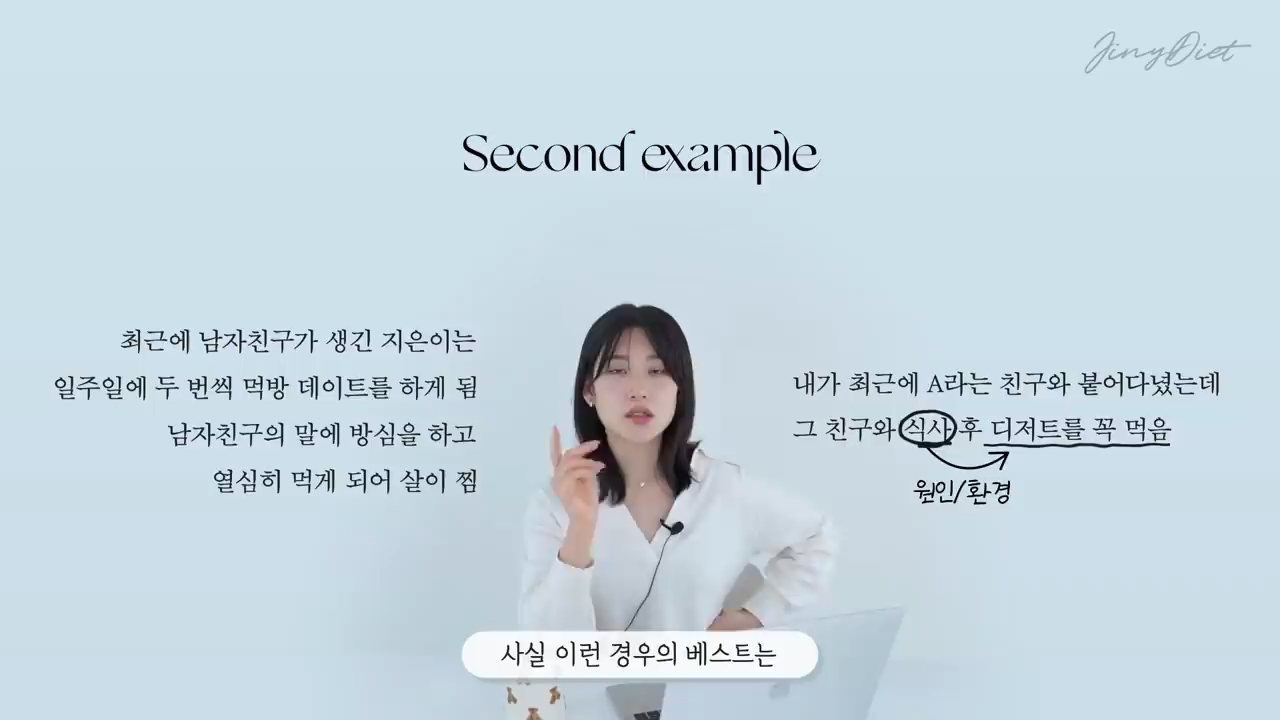 JinyDiet
Second example
최근에 남자친구가 생긴 지은이는
일주일에 두 번씩 먹방 데이트를 하게 됨
남자친구의 말에 방심을 하고
열심히 먹게 되어 살이 찜
내가 최근에 A라는 친구와 붙어다녔는데
그 친구와 식사 후 디저트를 꼭 먹음
원인/환경
사실 이런 경우의 베스트는